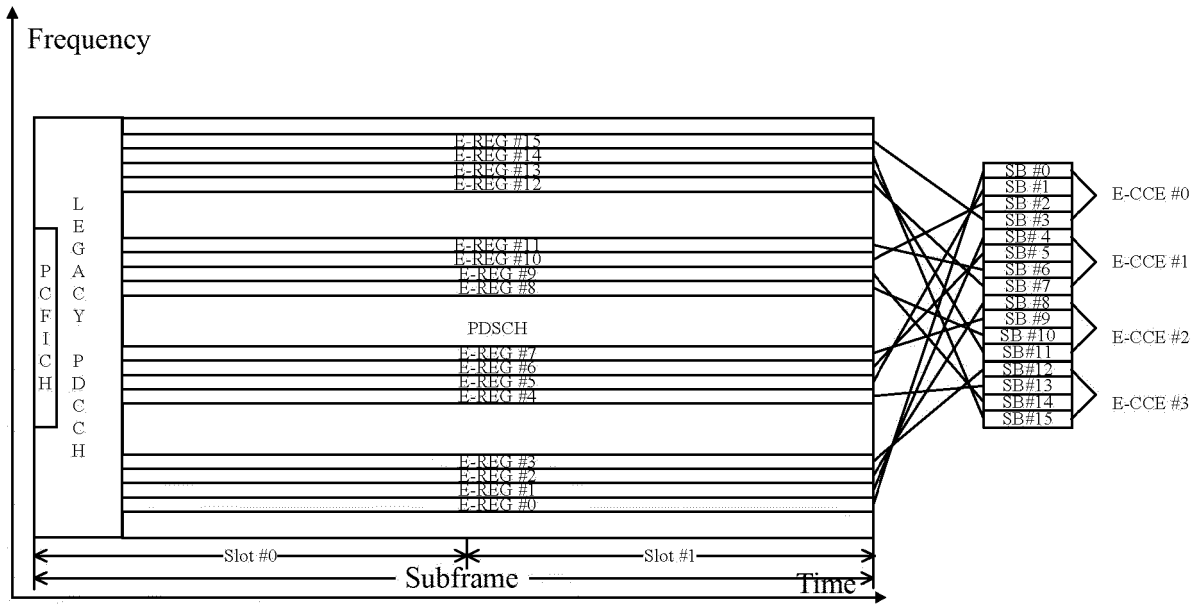 Frequency
E-REG #15
E-REG #14
E-REG #13
E-REG #12
E-REG #11
E-REG #10
E-REG #9
E-REG #8
PDSCH
E-REG #7
E-REG #6
E-REG #5
E-REG #4
E-REG #3
E-REG #2
E-REG #1
E-REG #0
PCFICH
LEGACY PDCCH
SB #0
SB #1
SB #2
SB #3
SB# 4
SB# 5
SB #6
SB #7
SB #8
SB #9
SB #10
SB#11
SB#12
SB#13
SB#14
SB#15
E-CCE #0
E-CCE #1
E-CCE #2
E-CCE #3
Slot #0
Slot #1
Subframe
Time